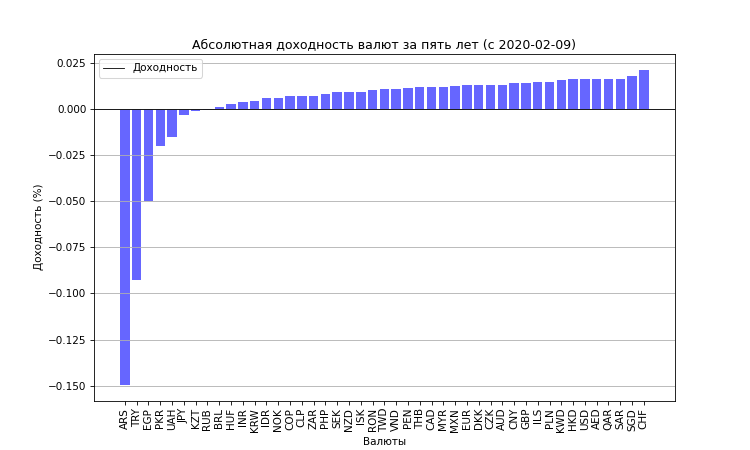 Абсолютная доходность валют за пять лет (с 2020-02-09)
Доходность
0.025
0.000
−0.025
−0.050
−0.075
−0.100
−0.125
−0.150
Доходность (%)
ARS TRY EGP PKR UAH JPY KZT RUB BRL HUF INR KRW IDR NOK COP CLP ZAR PHP SEK NZD ISK RON TWD VND PEN THB CAD MYR MXN EUR DKK CZK AUD CNY GBP ILS PLN KWD HKD USD AED QAR SAR SGD CHF
Валюты